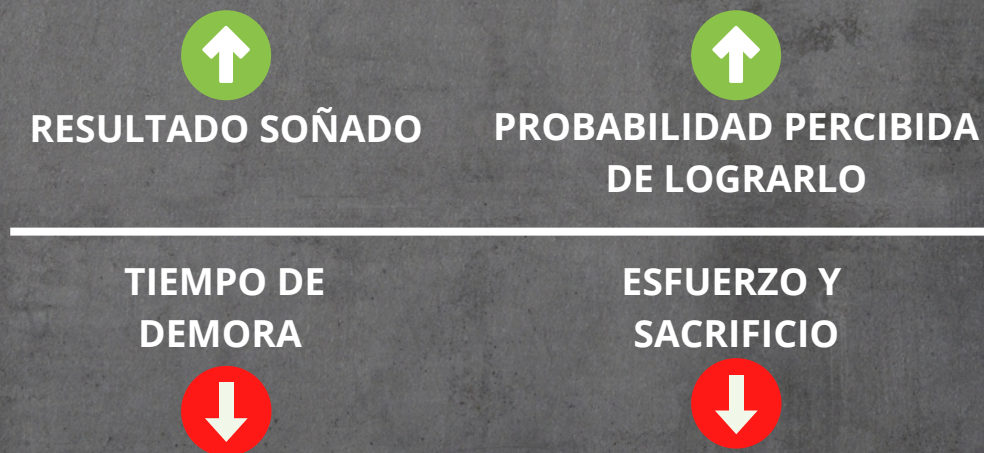 RESULTADO SOÑADO
PROBABILIDAD PERCIBIDA
DE LOGRARLO
TIEMPO DE
DEMORA
ESFUERZO Y
SACRIFICIO